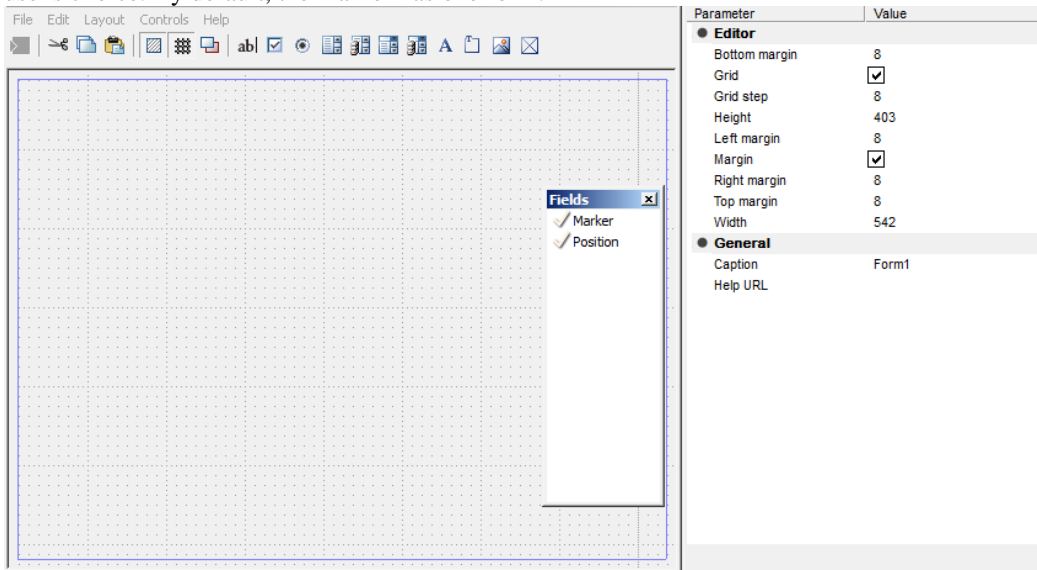 File Edit Layout Controls Help
ab| A
Fields
Marker
Position
Parameter Value
Editor
Bottom margin 8
Grid
Grid step 8
Height 403
Left margin 8
Margin
Right margin 8
Top margin 8
Width 542
General
Caption Form1
Help URL